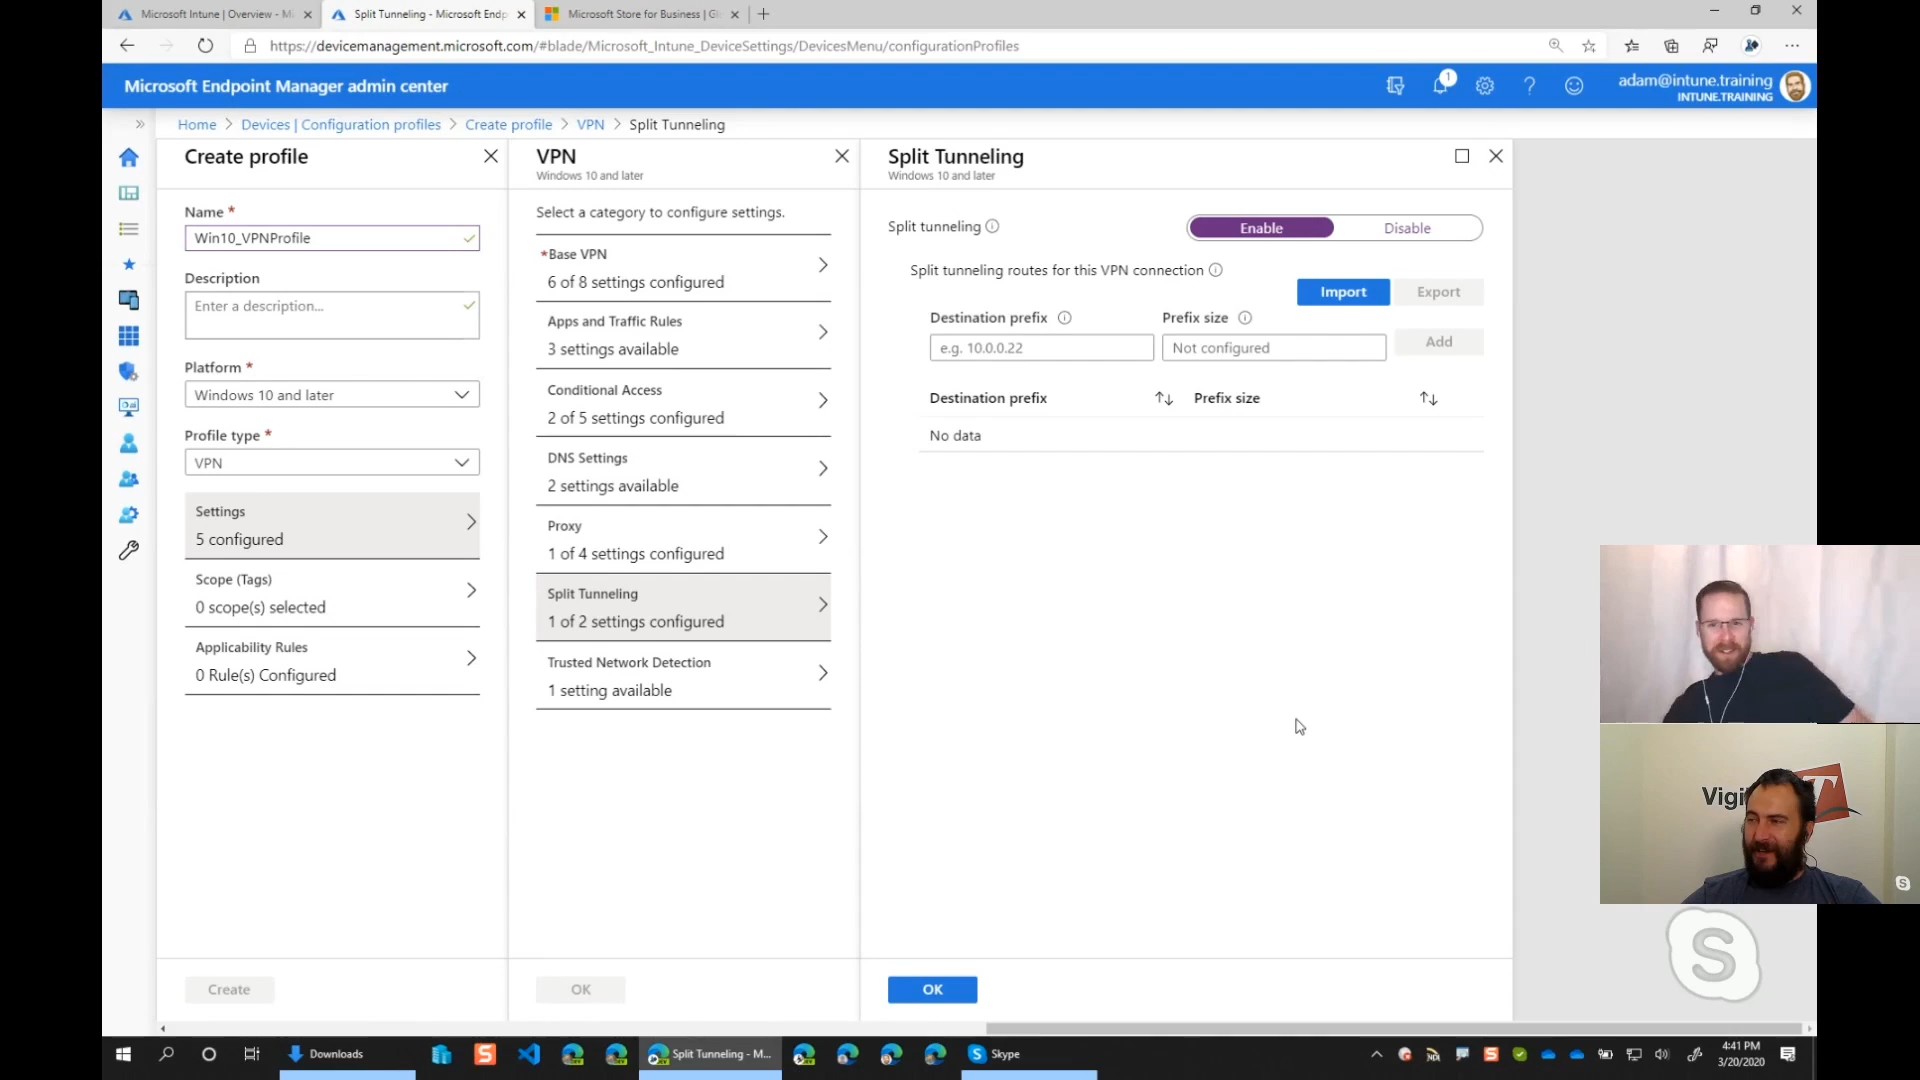 Microsoft Intune | Overview - Mi
Split Tunneling - Microsoft Endp
Microsoft Store for Business | Gl
https://devicemanagement.microsoft.com/#blade/Microsoft_Intune_DeviceSettings/DevicesMenu/configurationProfiles
Microsoft Endpoint Manager admin center
1
adam@intune.training
INTUNE.TRAINING
Home > Devices | Configuration profiles > Create profile > VPN > Split Tunneling
Create profile
Name *
Win10_VPNProfile
Description
Enter a description...
Platform *
Windows 10 and later
Profile type *
VPN
Settings
5 configured
Scope (Tags)
0 scope(s) selected
Applicability Rules
0 Rule(s) Configured
Create
VPN
Windows 10 and later
Select a category to configure settings.
*Base VPN
6 of 8 settings configured
Apps and Traffic Rules
3 settings available
Conditional Access
2 of 5 settings configured
DNS Settings
2 settings available
Proxy
1 of 4 settings configured
Split Tunneling
1 of 2 settings configured
Trusted Network Detection
1 setting available
OK
Split Tunneling
Windows 10 and later
Split tunneling
Enable
Disable
Split tunneling routes for this VPN connection
Import
Export
Destination prefix
Prefix size
e.g. 10.0.0.22
Not configured
Add
Destination prefix
Prefix size
No data
OK
Vigi
T
S
Downloads
Split Tunneling - M...
Skype
4:41 PM
3/20/2020